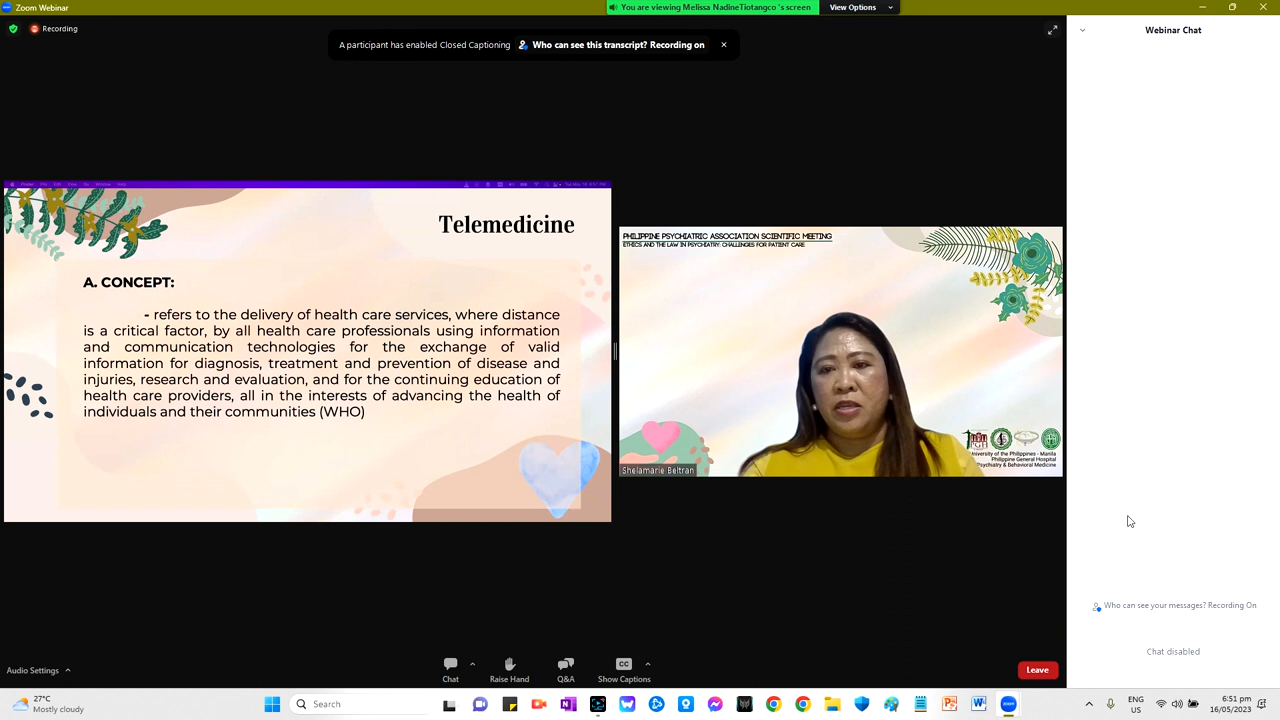 Zoom Webinar
You are viewing Melissa NadineTiotangco 's screen
View Options
Recording
A participant has enabled Closed Captioning
Who can see this transcript? Recording on
Webinar Chat
Telemedicine
A. CONCEPT:
- refers to the delivery of health care services, where distance
is a critical factor, by all health care professionals using information
and communication technologies for the exchange of valid
information for diagnosis, treatment and prevention of disease and
injuries, research and evaluation, and for the continuing education of
health care providers, all in the interests of advancing the health of
individuals and their communities (WHO)
PHILIPPINE PSYCHIATRIC ASSOCIATION SCIENTIFIC MEETING
ETHICS AND THE LAW IN PSYCHIATRY: CHALLENGES FOR PATIENT CARE
University of the Philippines - Manila
Philippine General Hospital
Psychiatry & Behavioral Medicine
Shelamarie Beltran
Who can see your messages? Recording On
Chat disabled
Audio Settings
Chat
Raise Hand
Q&A
CC
Show Captions
Leave
27°C
Mostly cloudy
Search
ENG
US
6:51 pm
16/05/2023